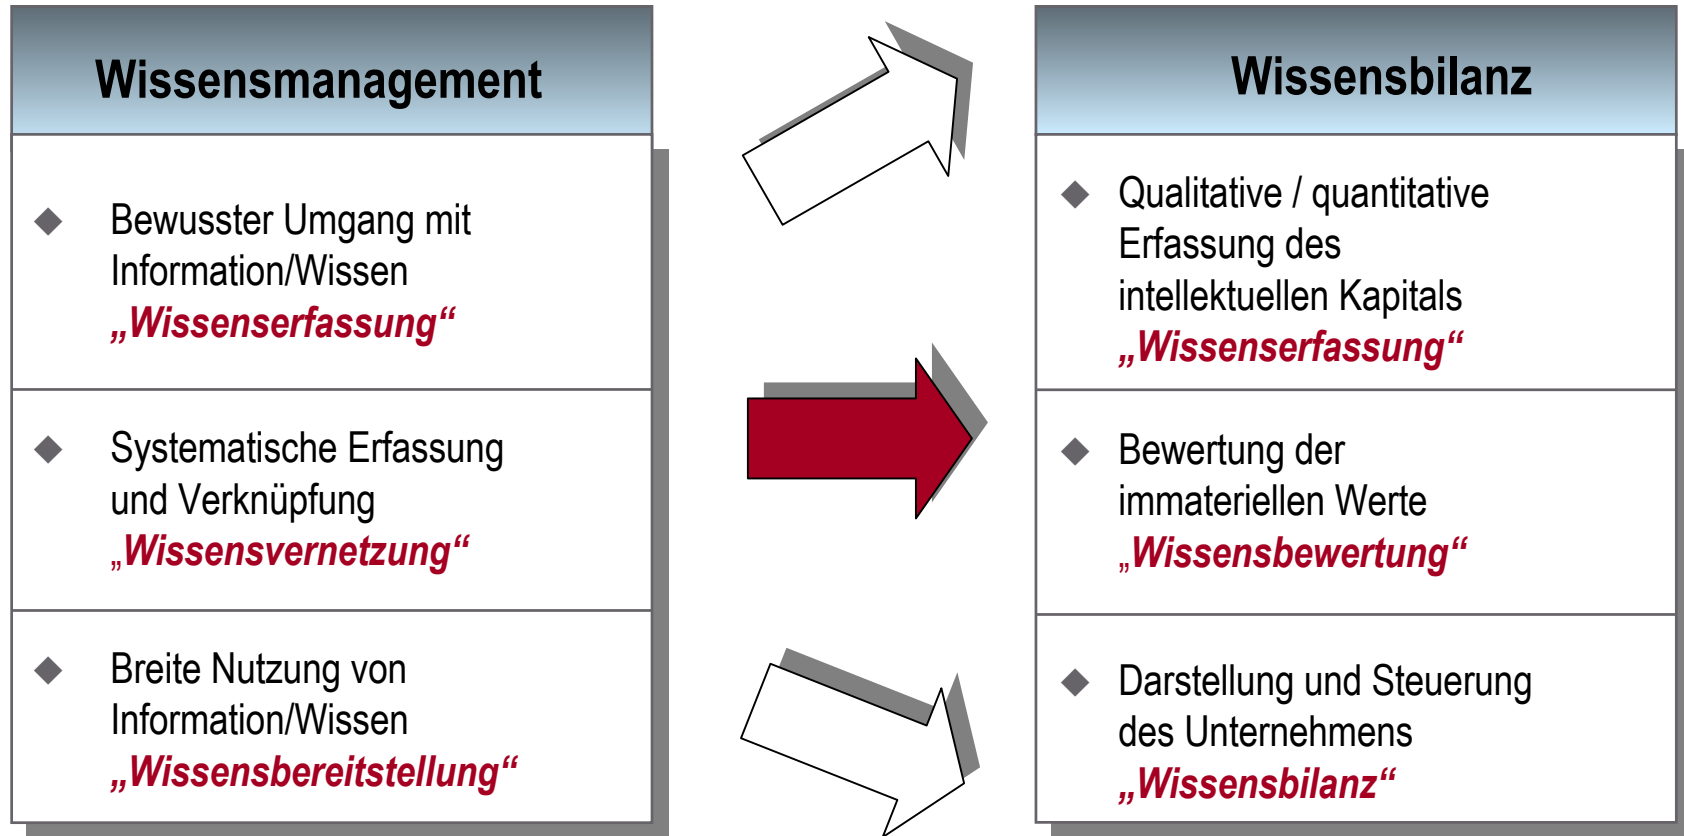 Wissensmanagement
Bewusster Umgang mit
Information/Wissen
„Wissenserfassung“
Systematische Erfassung
und Verknüpfung
„Wissensvernetzung“
Breite Nutzung von
Information/Wissen
„Wissensbereitstellung“
Wissensbilanz
Qualitative / quantitative
Erfassung des
intellektuellen Kapitals
„Wissenserfassung“
Bewertung der
immateriellen Werte
„Wissensbewertung“
Darstellung und Steuerung
des Unternehmens
„Wissensbilanz“